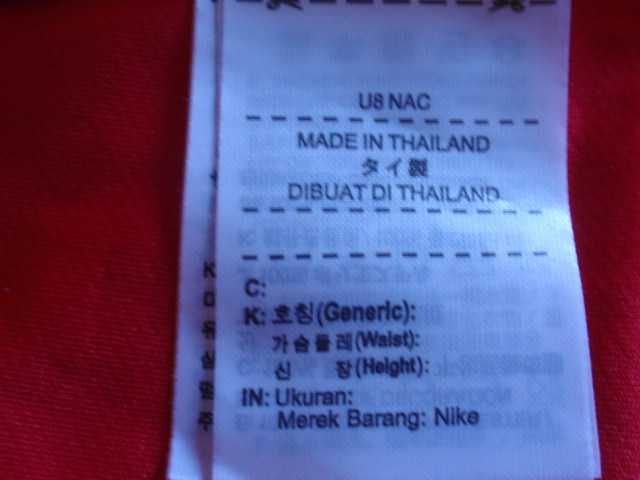 U8 NAC
MADE IN THAILAND
タイ製
DIBUAT DI THAILAND
C:
K: 호칭(Generic):
가슴둘레(Waist):
신 장(Height):
IN: Ukuran:
Merek Barang: Nike